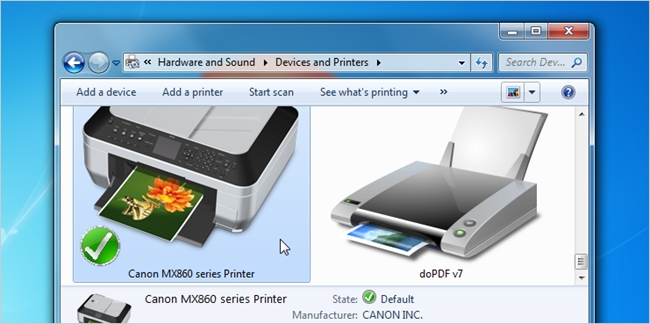 « Hardware and Sound Devices and Printers Search Dev...
Add a device Add a printer Start scan See what's printing »
Canon MX860 series Printer doPDF v7
Canon MX860 series Printer State: Default
Manufacturer: CANON INC.